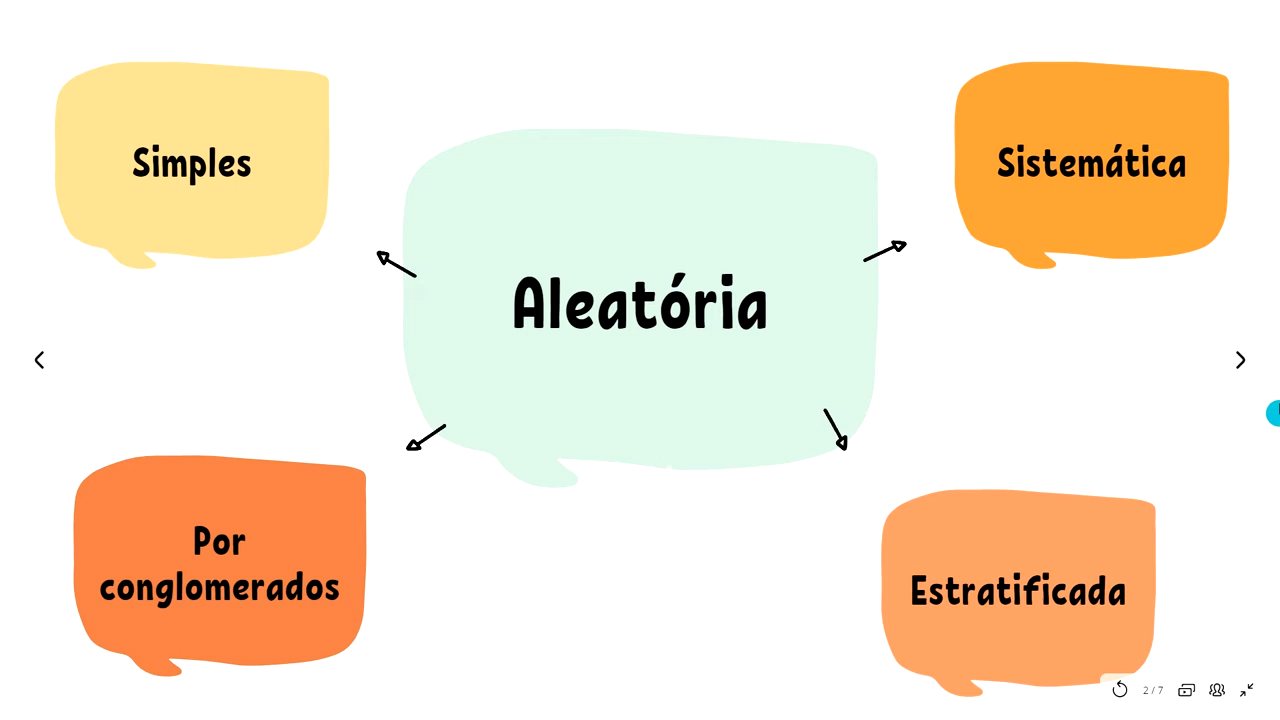 Simples
Sistemática
Aleatória
Por
conglomerados
Estratificada
2 / 7